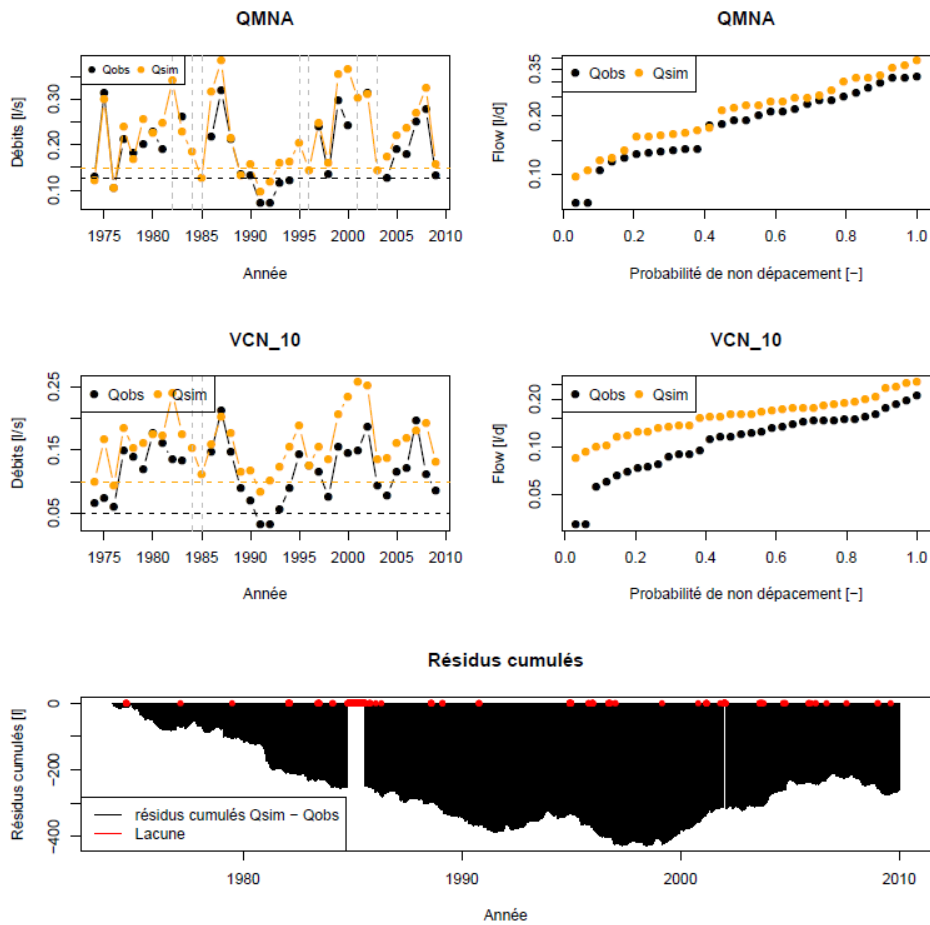 QMNA
QMNA
Débits [l/s]
0.10 0.20 0.30
Qobs Qsim
1975 1980 1985 1990 1995 2000 2005 2010
Année
Flow [l/d]
0.10 0.20 0.35
Qobs Qsim
0.0 0.2 0.4 0.6 0.8 1.0
Probabilité de non dépacement [−]
VCN_10
VCN_10
Débits [l/s]
0.05 0.15 0.25
Qobs Qsim
1975 1980 1985 1990 1995 2000 2005 2010
Année
Flow [l/d]
0.05 0.10 0.20
Qobs Qsim
0.0 0.2 0.4 0.6 0.8 1.0
Probabilité de non dépacement [−]
Résidus cumulés
Résidus cumulés [l]
−400 −200 0
résidus cumulés Qsim − Qobs
Lacune
1980 1990 2000 2010
Année